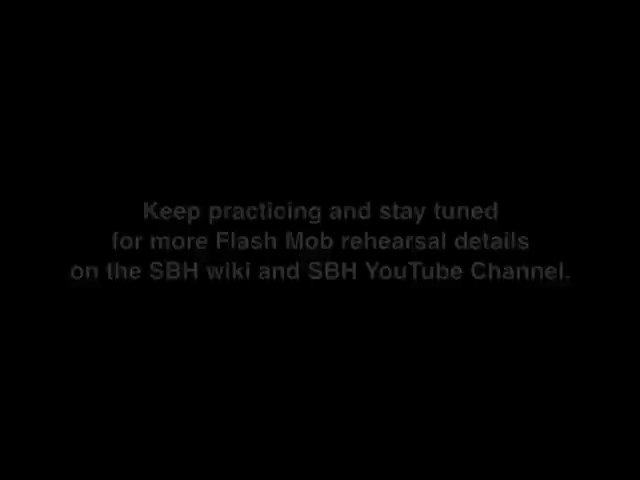 Keep practicing and stay tuned
for more Flash Mob rehearsal details
on the SBH wiki and SBH YouTube Channel.